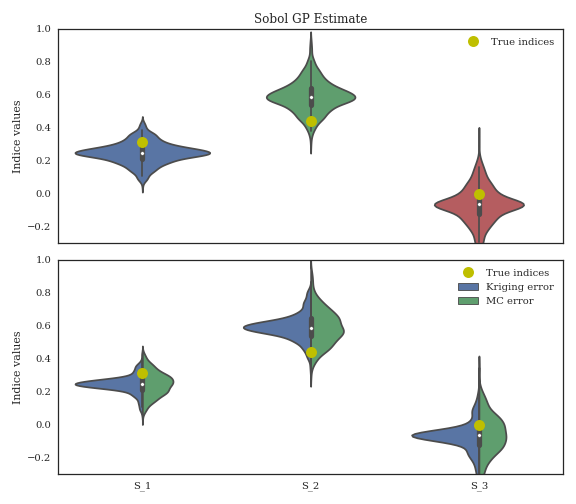 Sobol GP Estimate
1.0
0.8
0.6
0.4
0.2
0.0
−0.2
Indice values
True indices
1.0
0.8
0.6
0.4
0.2
0.0
−0.2
Indice values
True indices
Kriging error
MC error
S_1
S_2
S_3